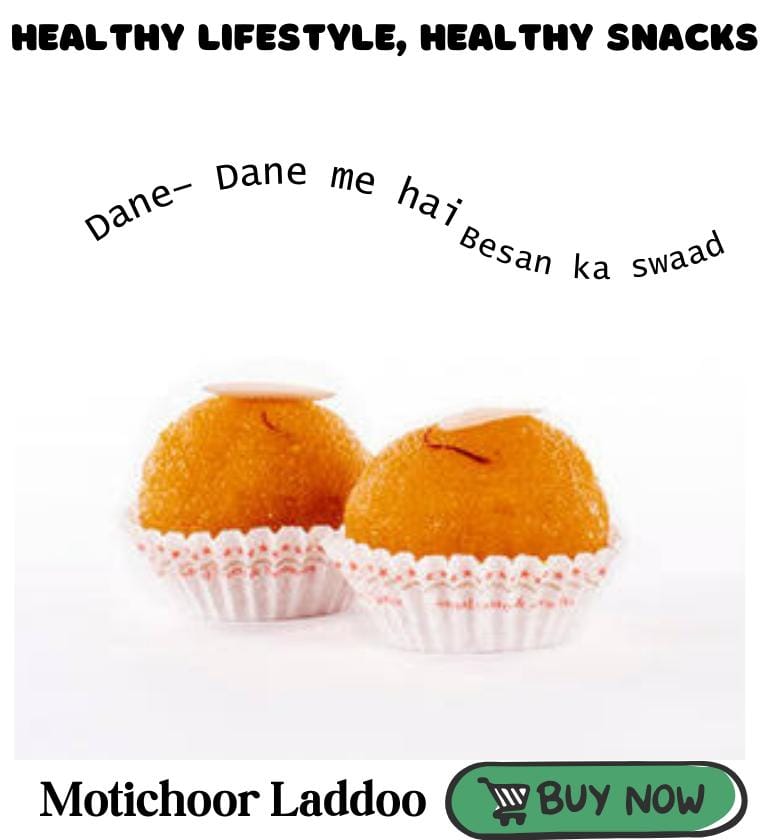 HEALTHY LIFESTYLE, HEALTHY SNACKS
Dane- Dane me hai
Besan ka swaad
Motichoor Laddoo
BUY NOW